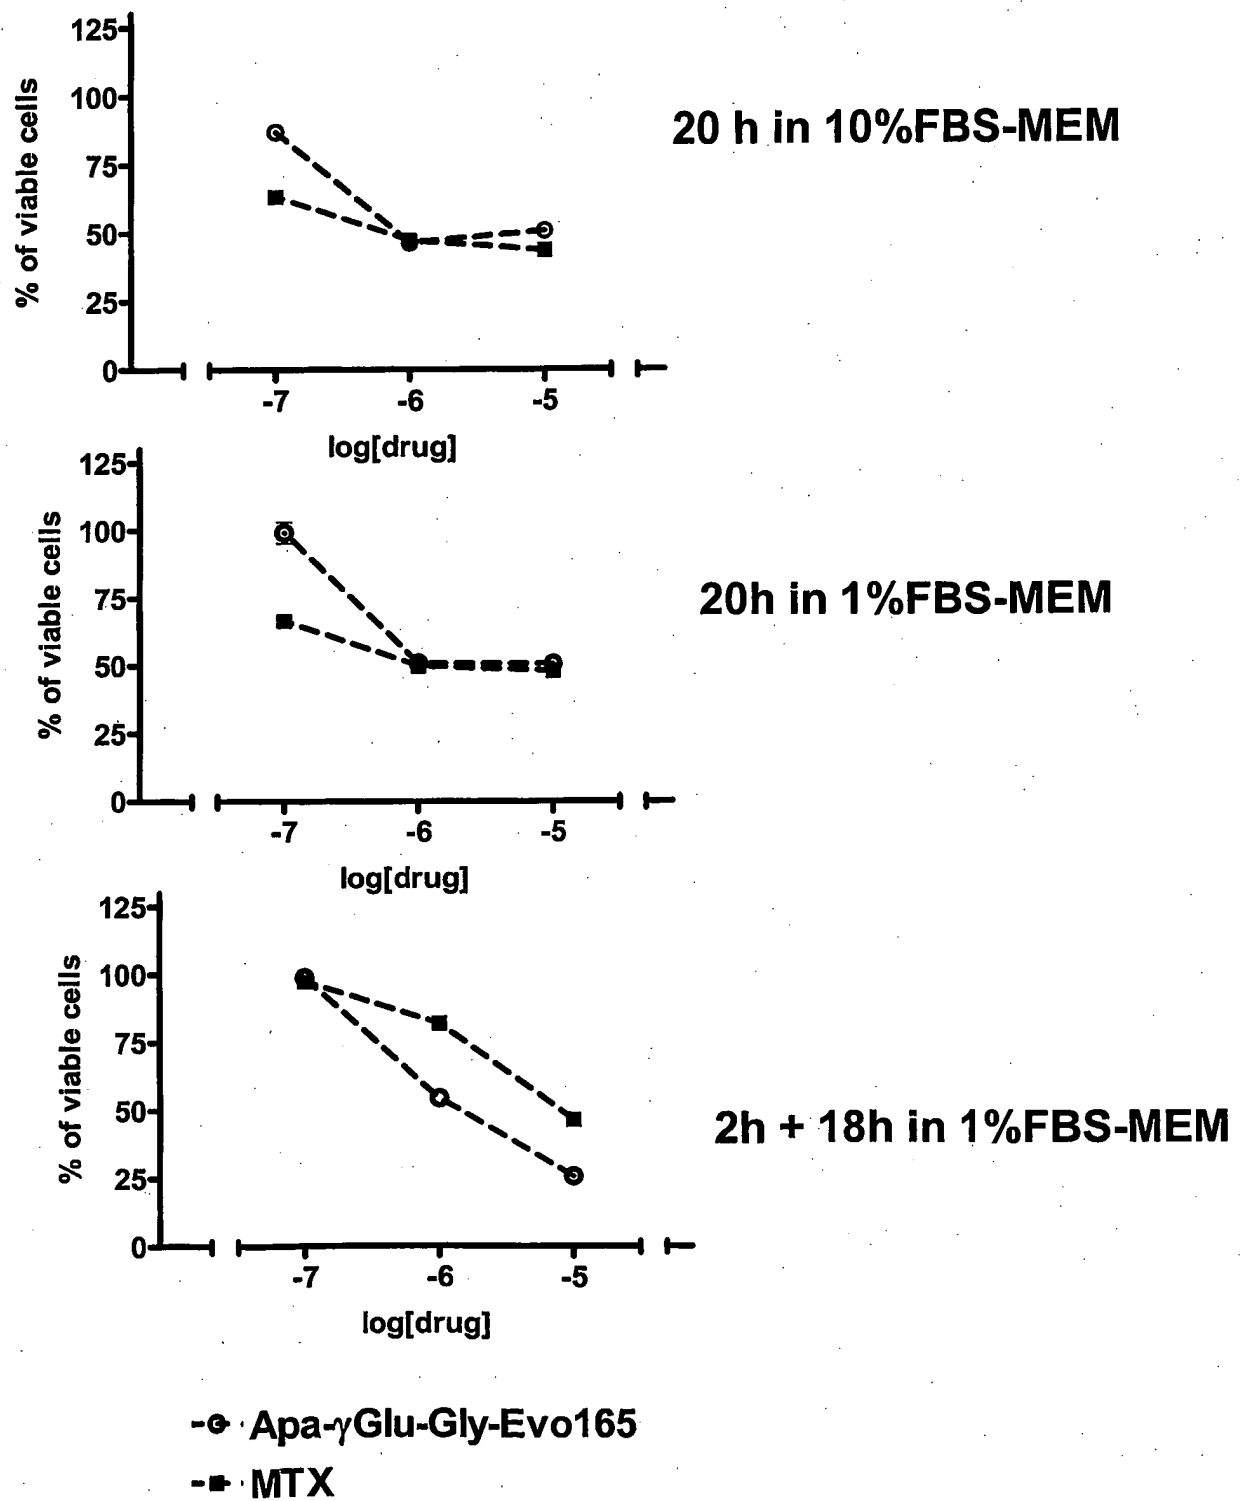 125
100
75
50
25
0
% of viable cells
-7 -6 -5
log[drug]
20 h in 10%FBS-MEM
125
100
75
50
25
0
% of viable cells
-7 -6 -5
log[drug]
20h in 1%FBS-MEM
125
100
75
50
25
0
% of viable cells
-7 -6 -5
log[drug]
2h + 18h in 1%FBS-MEM
Apa-γGlu-Gly-Evo165
MTX